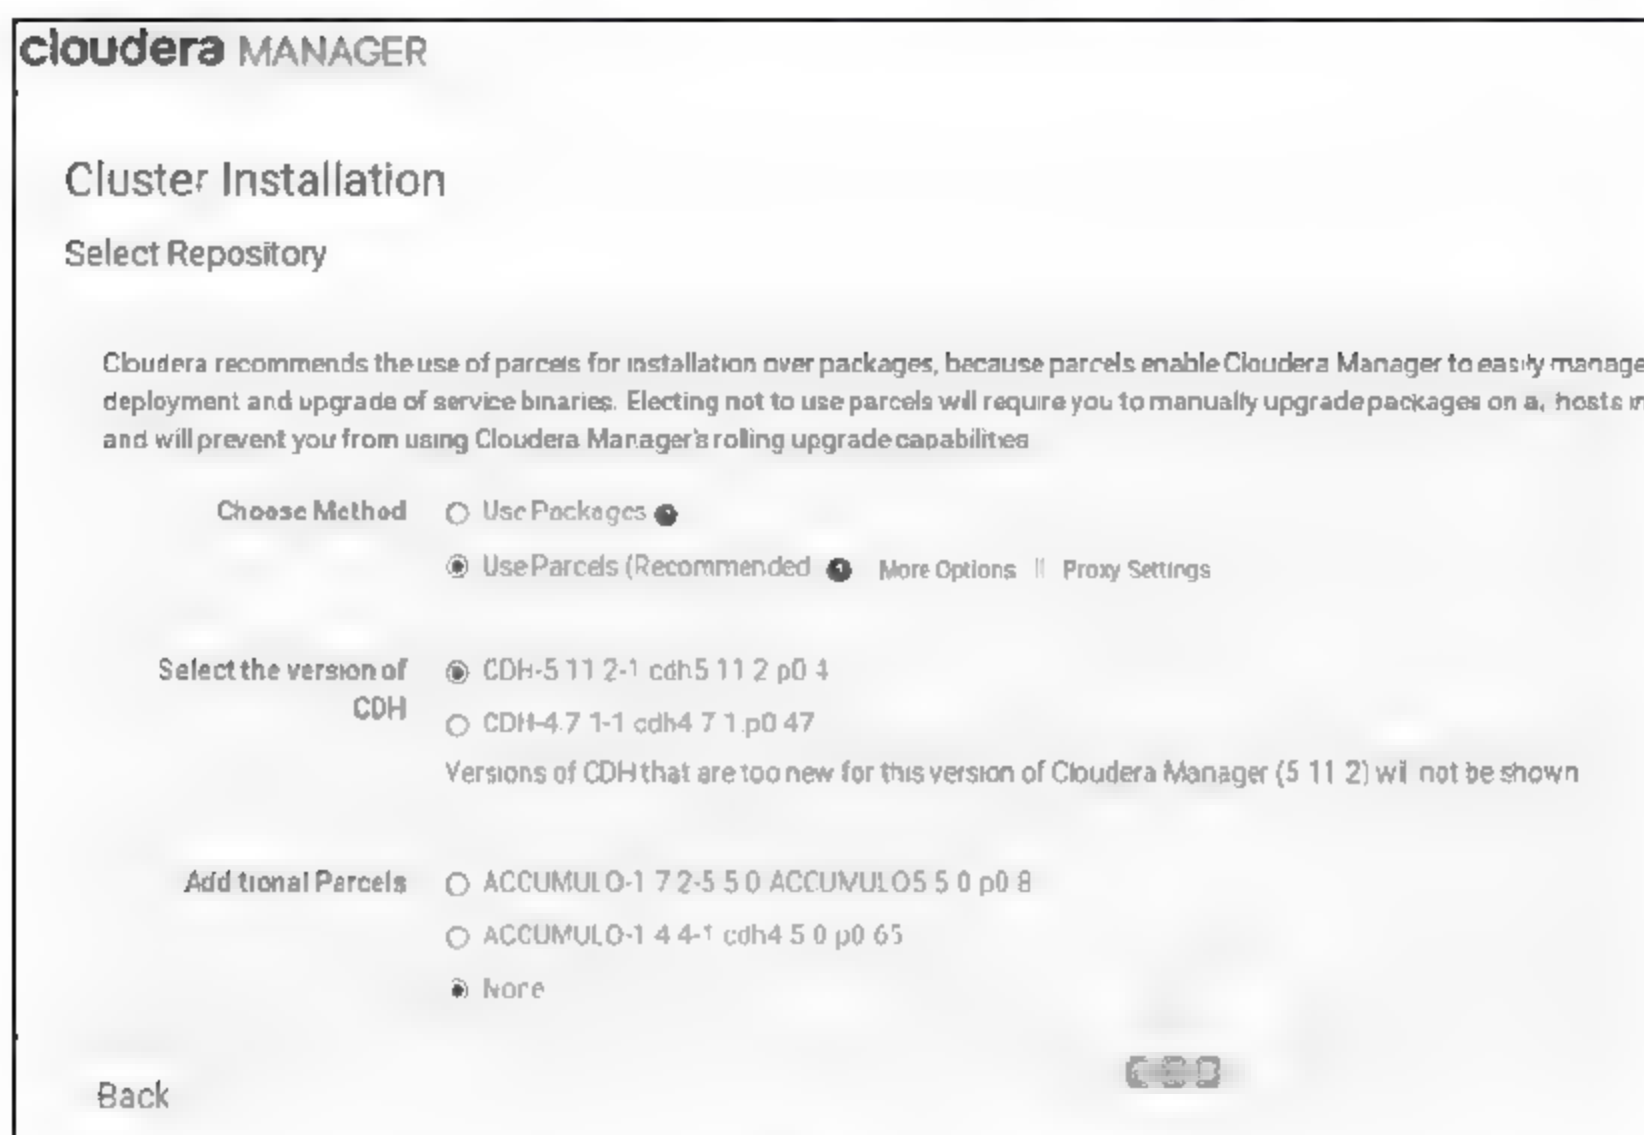 cloudera MANAGER
Cluster Installation
Select Repository
Cloudera recommends the use of parcels for installation over packages, because parcels enable Cloudera Manager to easily manage
deployment and upgrade of service binaries. Electing not to use parcels will require you to manually upgrade packages on hosts in
and will prevent you from using Cloudera Manager's rolling upgrade capabilities
Choose Method Use Packages
Use Parcels (Recommended More Options Proxy Settings
Select the version of CDH-5 11 2-1 cdh5 11 2 p0 4
CDH
CDH-4.7 1-1 cdh4 7 1.p0 47
Versions of CDH that are too new for this version of Cloudera Manager (5 11 2) will not be shown
Additional Parcels ACCUMULO-1 7 2-5 5 0 ACCUMULO5 5 0 p0 8
ACCUMULO-1 4 4-1 cdh4 5 0 p0 65
None
Back